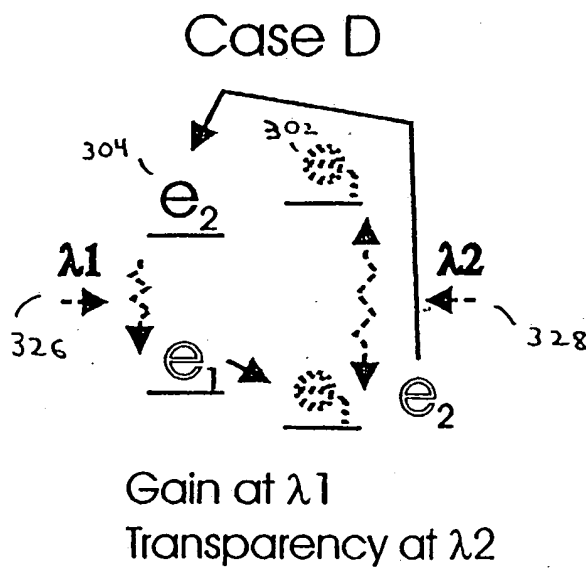 Case D
304
302
e2
λ1
λ2
326
328
e1
e2
Gain at λ1
Transparency at λ2